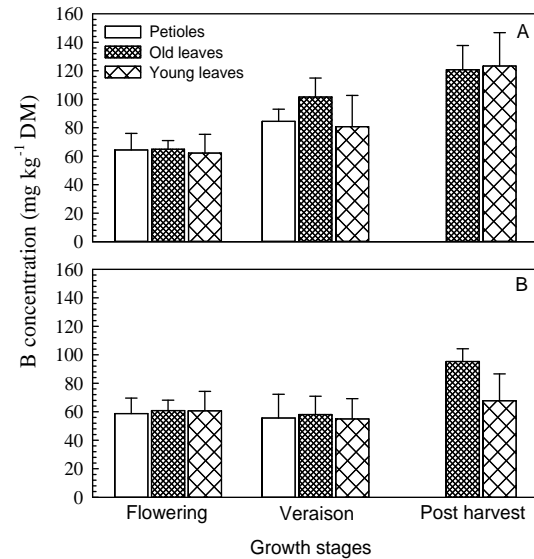 160
A
Petioles
140
Old leaves
120
Young leaves
100
80
60
40
20
0
B concentration (mg kg⁻¹ DM)
160
B
140
120
100
80
60
40
20
0
Flowering Veraison Post harvest
Growth stages